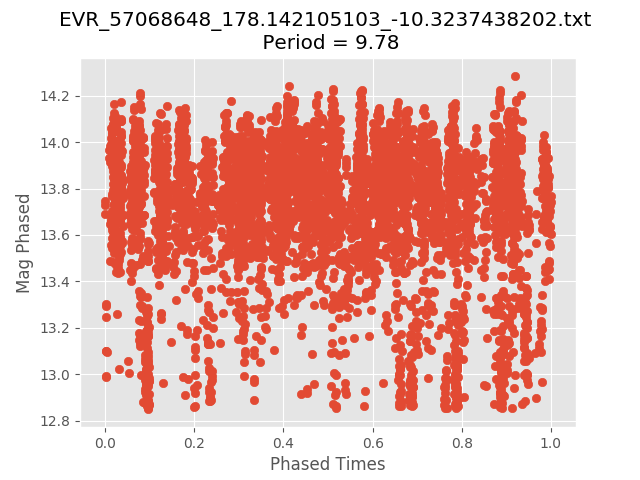 EVR_57068648_178.142105103_-10.3237438202.txt
Period = 9.78
Mag Phased
14.2
14.0
13.8
13.6
13.4
13.2
13.0
12.8
0.0 0.2 0.4 0.6 0.8 1.0
Phased Times